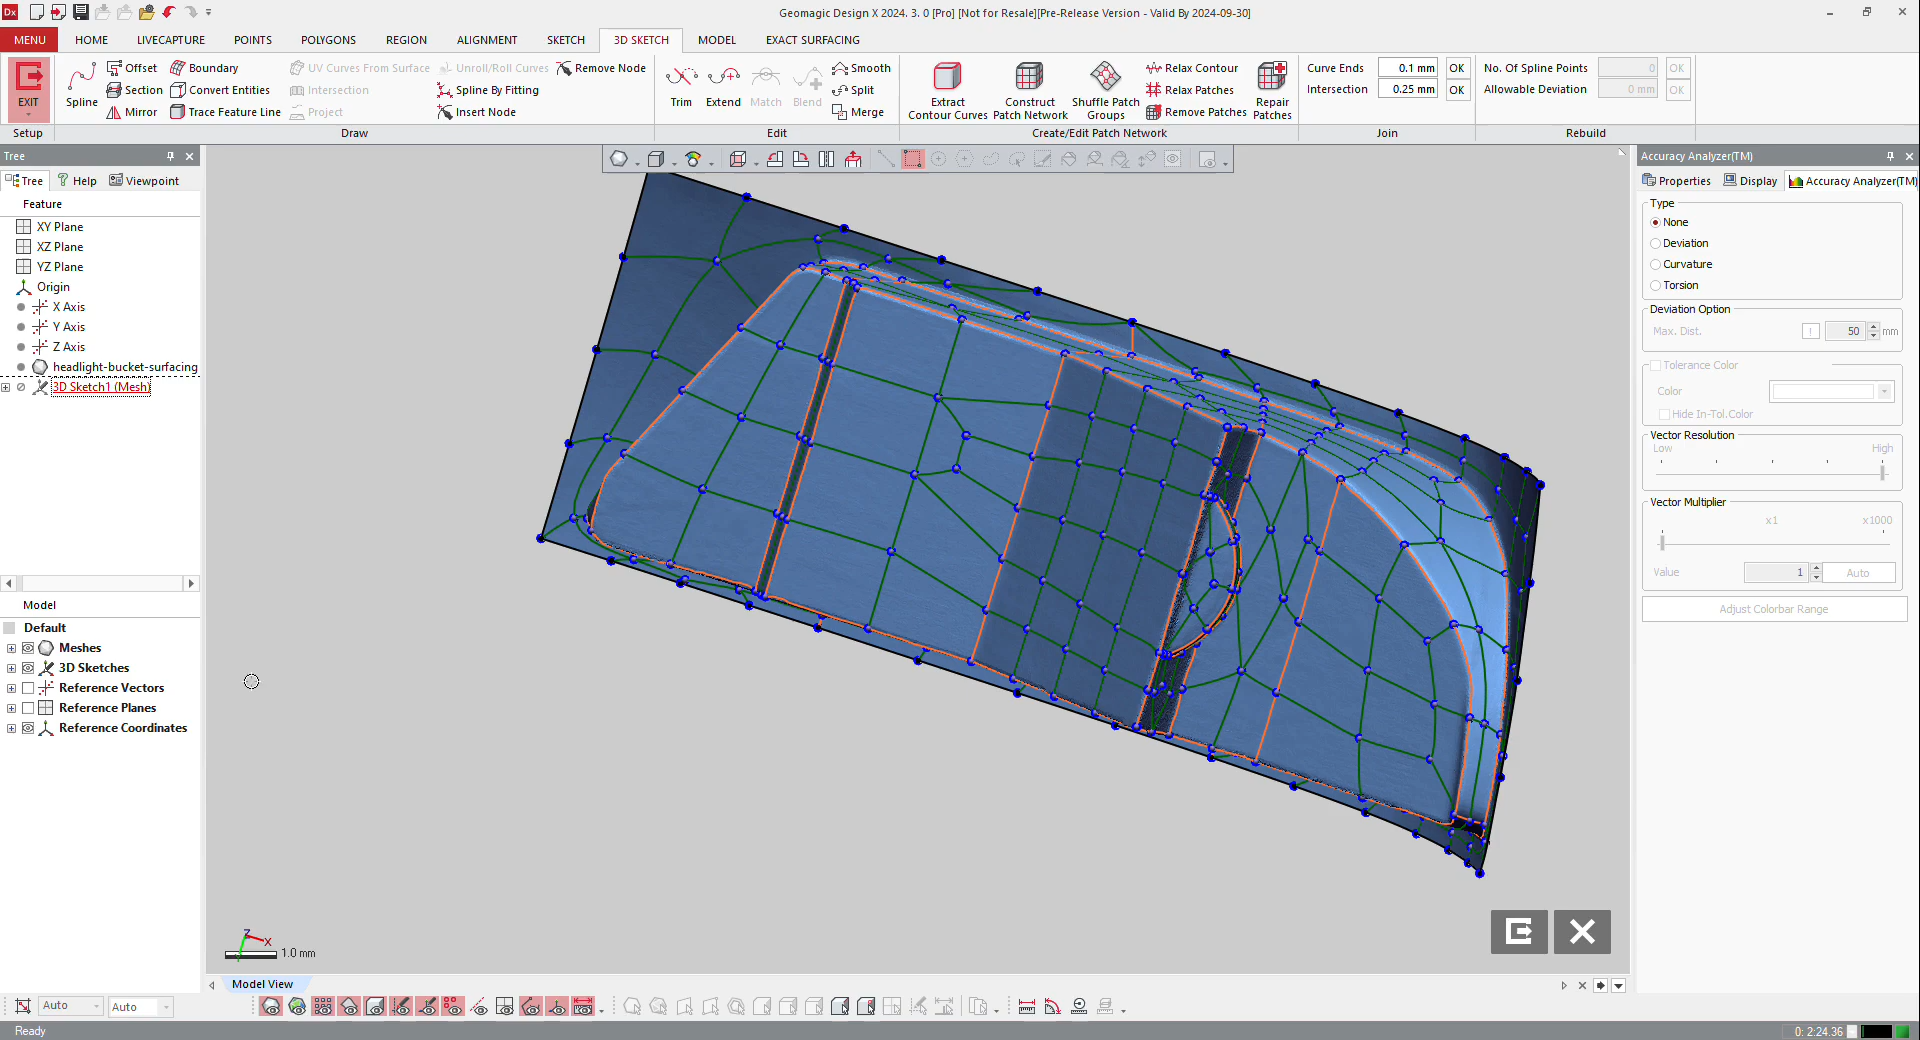 Dx
Geomagic Design X 2024. 3. 0 [Pro] [Not for Resale][Pre-Release Version - Valid By 2024-09-30]
MENU HOME LIVECAPTURE POINTS POLYGONS REGION ALIGNMENT SKETCH 3D SKETCH MODEL EXACT SURFACING
EXIT
Setup
Spline
Offset
Section
Mirror
Boundary
Convert Entities
Trace Feature Line
UV Curves From Surface
Intersection
Project
Unroll/Roll Curves
Spline By Fitting
Insert Node
Remove Node
Draw
Trim
Extend
Match
Blend
Smooth
Split
Merge
Edit
Extract
Contour Curves
Construct
Patch Network
Shuffle Patch
Groups
Relax Contour
Relax Patches
Remove Patches
Repair
Patches
Create/Edit Patch Network
Curve Ends 0.1 mm OK
Intersection 0.25 mm OK
Join
No. Of Spline Points 0 OK
Allowable Deviation 0 mm OK
Rebuild
Tree
Tree Help Viewpoint
Feature
XY Plane
XZ Plane
YZ Plane
Origin
X Axis
Y Axis
Z Axis
headlight-bucket-surfacing
3D Sketch1 (Mesh)
Model
Default
Meshes
3D Sketches
Reference Vectors
Reference Planes
Reference Coordinates
Z
X
1.0 mm
Model View
Accuracy Analyzer(TM)
Properties Display Accuracy Analyzer(TM)
Type
None
Deviation
Curvature
Torsion
Deviation Option
Max. Dist. ! 50 mm
Tolerance Color
Color
Hide In-Tol.Color
Vector Resolution
Low High
Vector Multiplier
x1 x1000
Value 1 Auto
Adjust Colorbar Range
Auto Auto
Ready
0: 2:24.36